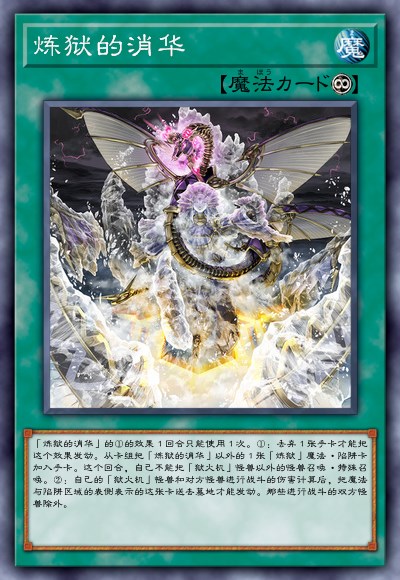 炼狱的消华
魔
【魔法カード】
まほう
「炼狱的消华」的①的效果1回合只能使用1次。①：丢弃1张手卡才能把
这个效果发动。从卡组把「炼狱的消华」以外的1张「炼狱」魔法·陷阱卡
加入手卡。这个回合，自己不能把「狱火机」怪兽以外的怪兽召唤·特殊召
唤。②：自己的「狱火机」怪兽和对方怪兽进行战斗的伤害计算后，把魔法
与陷阱区域的表侧表示的这张卡送去墓地才能发动。那些进行战斗的双方怪
兽除外。